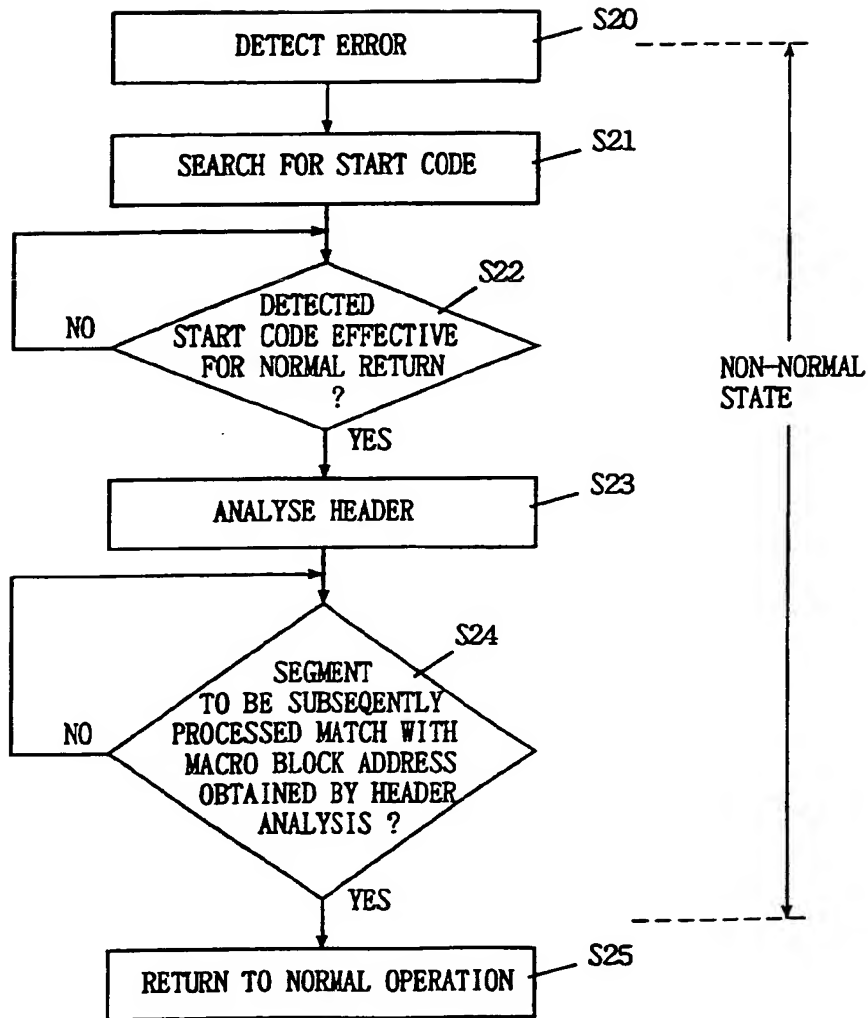 S20
DETECT ERROR
S21
SEARCH FOR START CODE
S22
DETECTED
START CODE EFFECTIVE
FOR NORMAL RETURN
?
NO
YES
NON-NORMAL
STATE
S23
ANALYSE HEADER
S24
SEGMENT
TO BE SUBSEQENTLY
PROCESSED MATCH WITH
MACRO BLOCK ADDRESS
OBTAINED BY HEADER
ANALYSIS ?
NO
YES
S25
RETURN TO NORMAL OPERATION